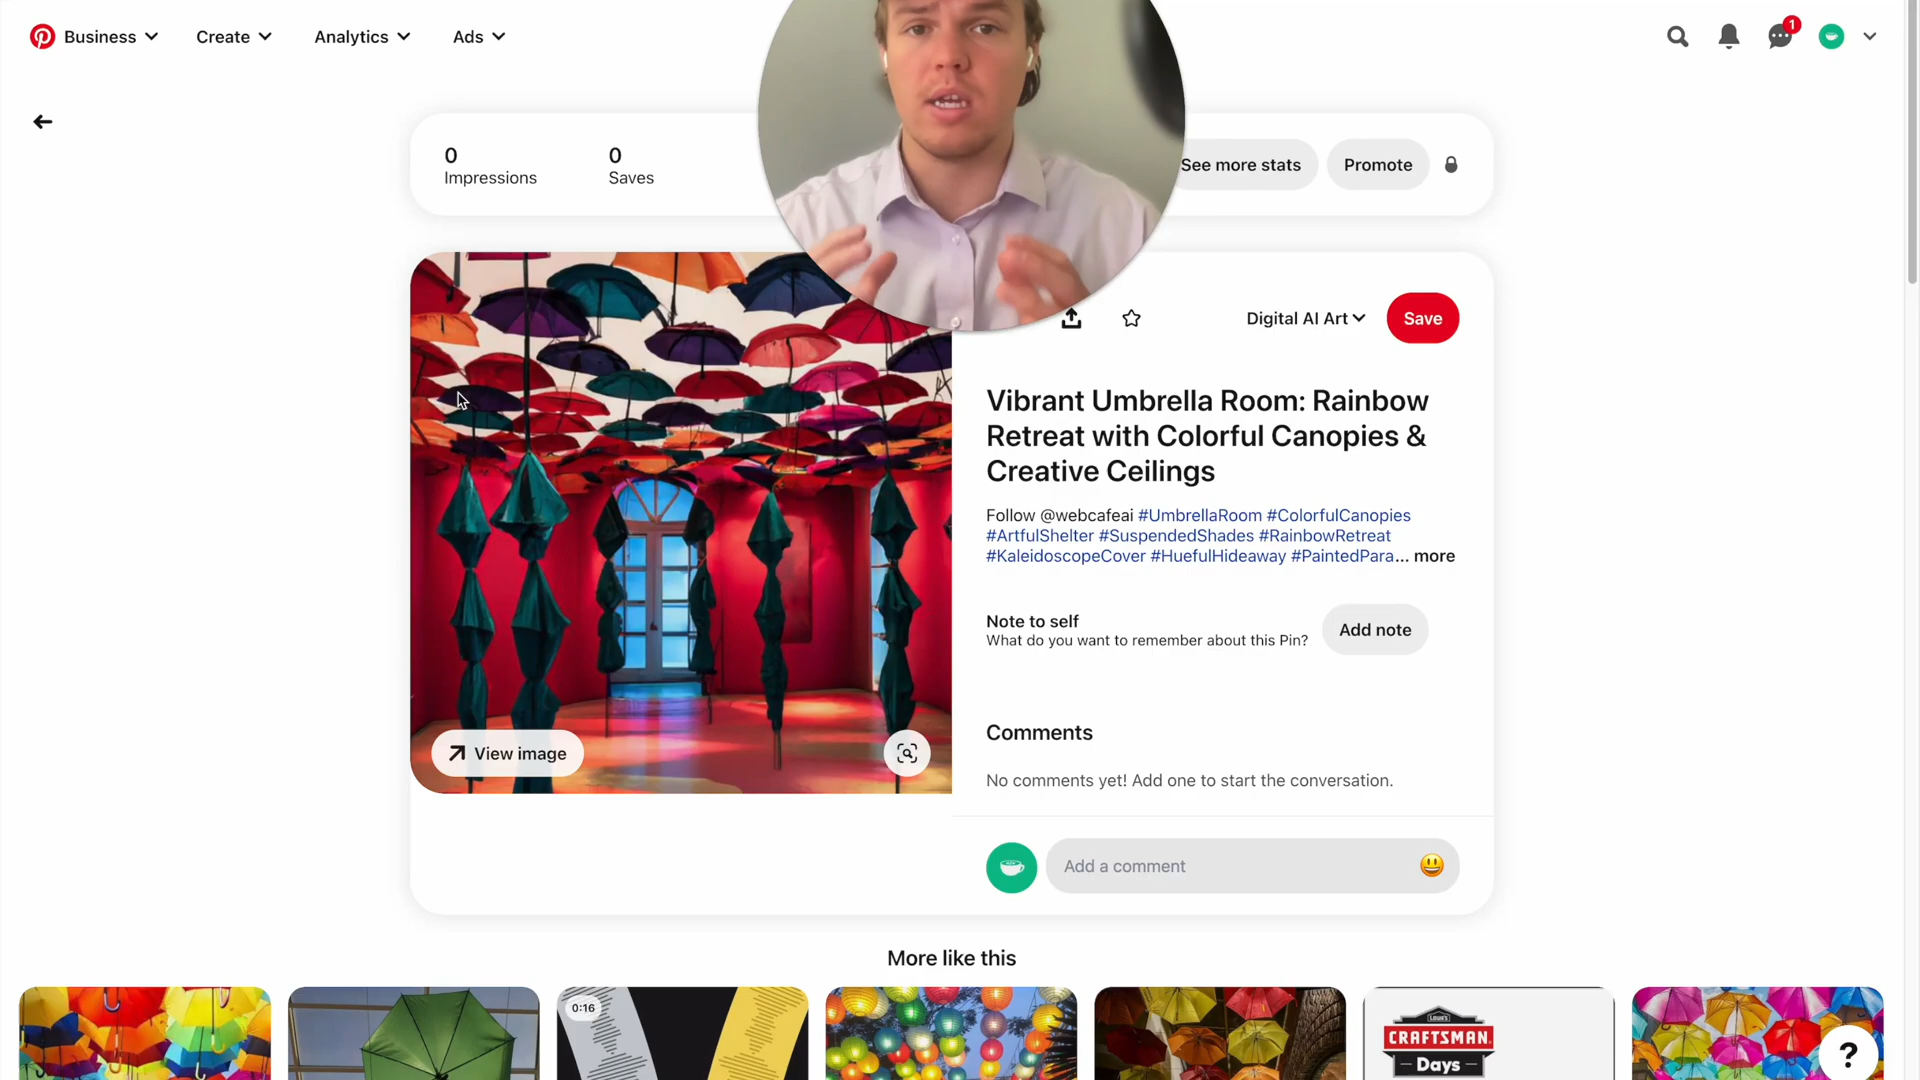 Business
Create
Analytics
Ads
1
0
Impressions
0
Saves
See more stats
Promote
Digital AI Art
Save
Vibrant Umbrella Room: Rainbow
Retreat with Colorful Canopies &
Creative Ceilings
Follow @webcafeai #UmbrellaRoom #ColorfulCanopies
#ArtfulShelter #SuspendedShades #RainbowRetreat
#KaleidoscopeCover #HuefulHideaway #PaintedPara... more
Note to self
What do you want to remember about this Pin?
Add note
View image
Comments
No comments yet! Add one to start the conversation.
Add a comment
More like this
0:16
Lowe's
CRAFTSMAN
Days
?